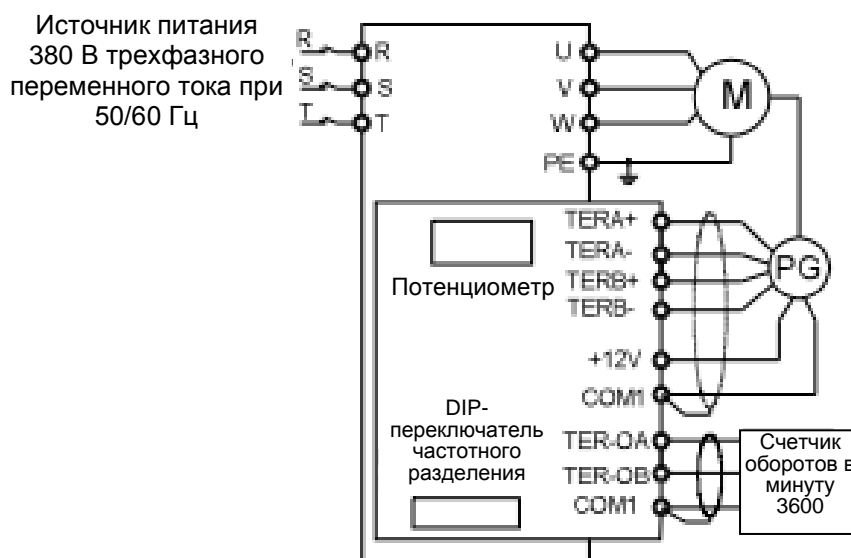 Источник питания
380 В трехфазного
переменного тока при
50/60 Гц
R
S
T
R
S
T
U
V
W
PE
M
TERA+
TERA-
TERB+
TERB-
+12V
COM1
PG
Потенциометр
DIP-
переключатель
частотного
разделения
TER-OA
TER-OB
COM1
Счетчик
оборотов в
минуту
3600